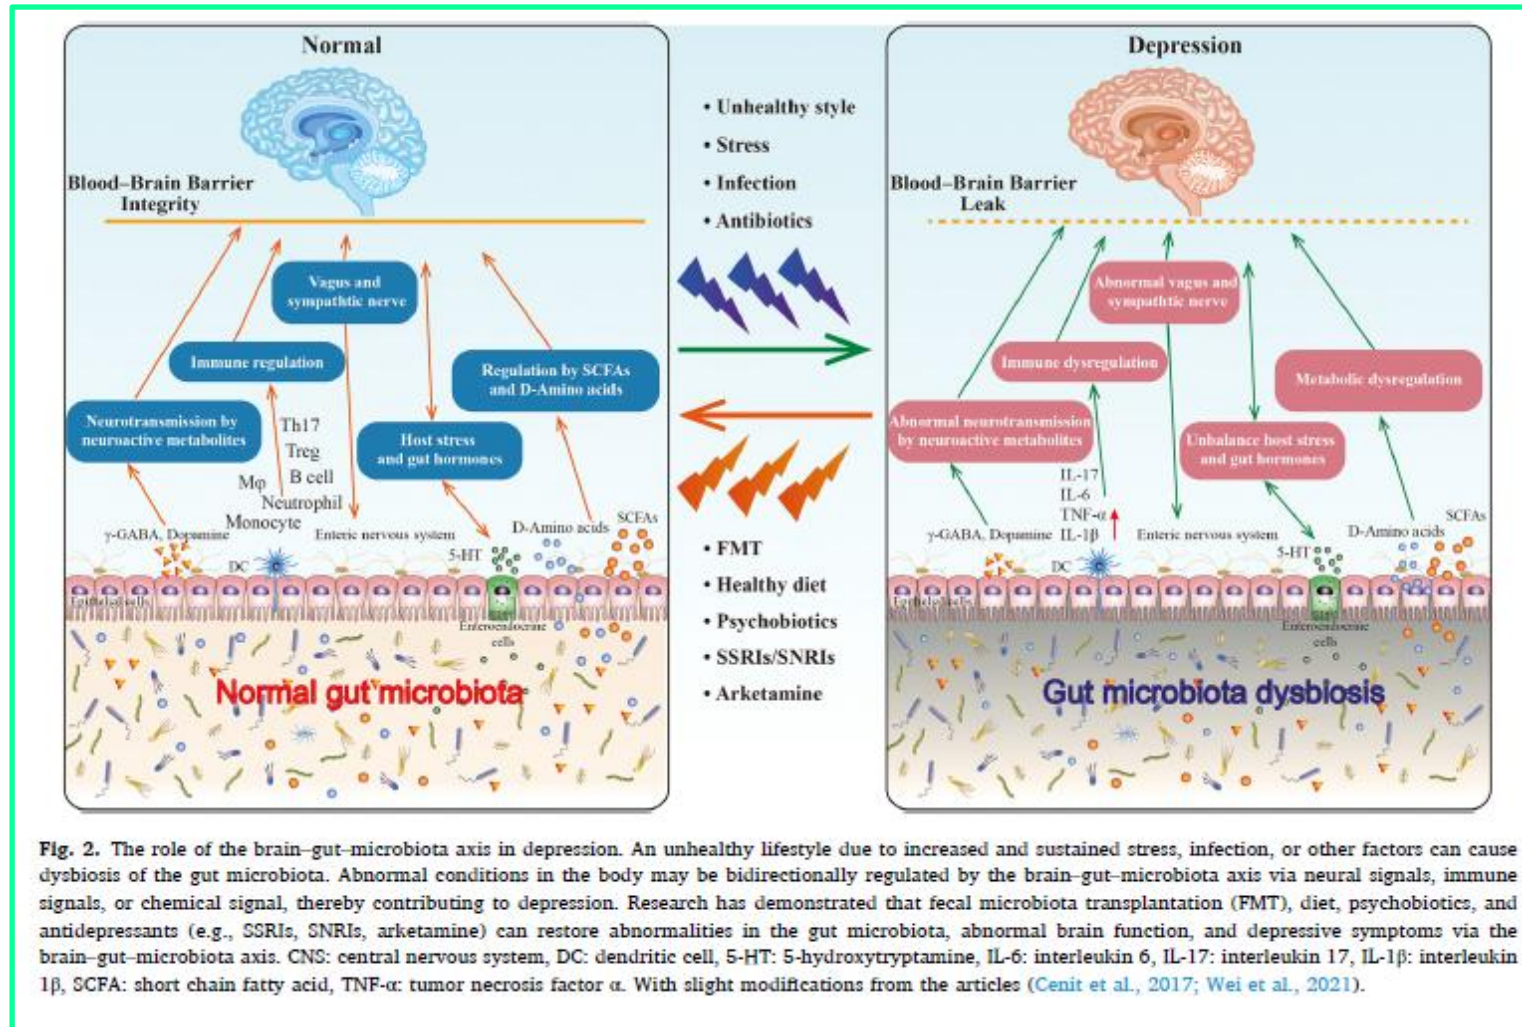 Normal
Blood–Brain Barrier
Integrity
Vagus and
sympathtic nerve
Immune regulation
Regulation by SCFAs
and D-Amino acids
Neurotransmission by
neuroactive metabolites
Host stress
and gut hormones
Th17
Treg
B cell
Mφ
Neutrophil
Monocyte
γ-GABA, Dopamine
Enteric nervous system
D-Amino acids
SCFAs
5-HT
DC
Epithelial cells
Enteroendocrine
cells
Normal gut microbiota
• Unhealthy style
• Stress
• Infection
• Antibiotics
• FMT
• Healthy diet
• Psychobiotics
• SSRIs/SNRIs
• Arketamine
Depression
Blood–Brain Barrier
Leak
Abnormal vagus and
sympathtic nerve
Immune dysregulation
Metabolic dysregulation
Abnormal neurotransmission
by neuroactive metabolites
Unbalance host stress
and gut hormones
IL-17
IL-6
TNF-α
IL-1β
γ-GABA, Dopamine
Enteric nervous system
D-Amino acids
SCFAs
5-HT
DC
Epithelial cells
Enteroendocrine
cells
Gut microbiota dysbiosis
Fig. 2. The role of the brain–gut–microbiota axis in depression. An unhealthy lifestyle due to increased and sustained stress, infection, or other factors can cause
dysbiosis of the gut microbiota. Abnormal conditions in the body may be bidirectionally regulated by the brain–gut–microbiota axis via neural signals, immune
signals, or chemical signal, thereby contributing to depression. Research has demonstrated that fecal microbiota transplantation (FMT), diet, psychobiotics, and
antidepressants (e.g., SSRIs, SNRIs, arketamine) can restore abnormalities in the gut microbiota, abnormal brain function, and depressive symptoms via the
brain–gut–microbiota axis. CNS: central nervous system, DC: dendritic cell, 5-HT: 5-hydroxytryptamine, IL-6: interleukin 6, IL-17: interleukin 17, IL-1β: interleukin
1β, SCFA: short chain fatty acid, TNF-α: tumor necrosis factor α. With slight modifications from the articles (Cenit et al., 2017; Wei et al., 2021).